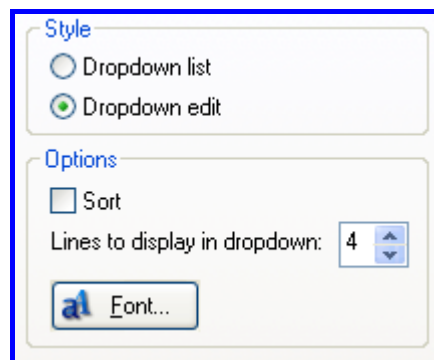 Style
Dropdown list
Dropdown edit
Options
Sort
Lines to display in dropdown: 4
Font...